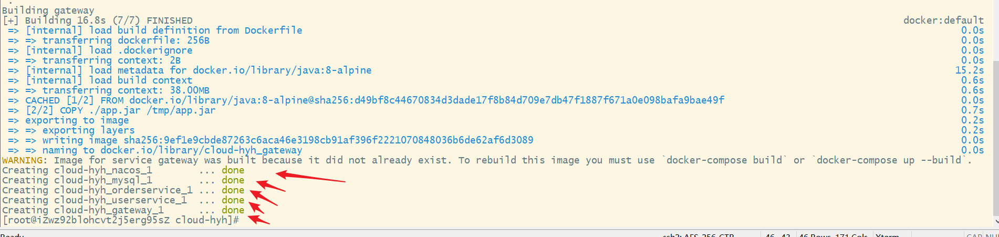 .
Building gateway
[+] Building 16.8s (7/7) FINISHED docker:default
=> [internal] load build definition from Dockerfile 0.0s
=> => transferring dockerfile: 256B 0.0s
=> [internal] load .dockerignore 0.0s
=> => transferring context: 2B 0.0s
=> [internal] load metadata for docker.io/library/java:8-alpine 15.2s
=> [internal] load build context 0.6s
=> => transferring context: 38.00MB 0.6s
=> CACHED [1/2] FROM docker.io/library/java:8-alpine@sha256:d49bf8c44670834d3dade17f8b84d709e7db47f1887f671a0e098bafa9bae49f 0.0s
=> [2/2] COPY ./app.jar /tmp/app.jar 0.7s
=> exporting to image 0.2s
=> => exporting layers 0.2s
=> => writing image sha256:9ef1e9cbde87263c6aca46e3198cb91af396f2221070848036b6de62af6d3089 0.0s
=> => naming to docker.io/library/cloud-hyh_gateway 0.0s
WARNING: Image for service gateway was built because it did not already exist. To rebuild this image you must use `docker-compose build` or `docker-compose up --build`.
Creating cloud-hyh_nacos_1 ... done
Creating cloud-hyh_mysql_1 ... done
Creating cloud-hyh_orderservice_1 ... done
Creating cloud-hyh_userservice_1 ... done
Creating cloud-hyh_gateway_1 ... done
[root@iZwz92blohcvt2j5erg95sZ cloud-hyh]#
Ready ssh2: AES-256-CTR 46, 43 46 Rows, 171 Cols Xterm CAP